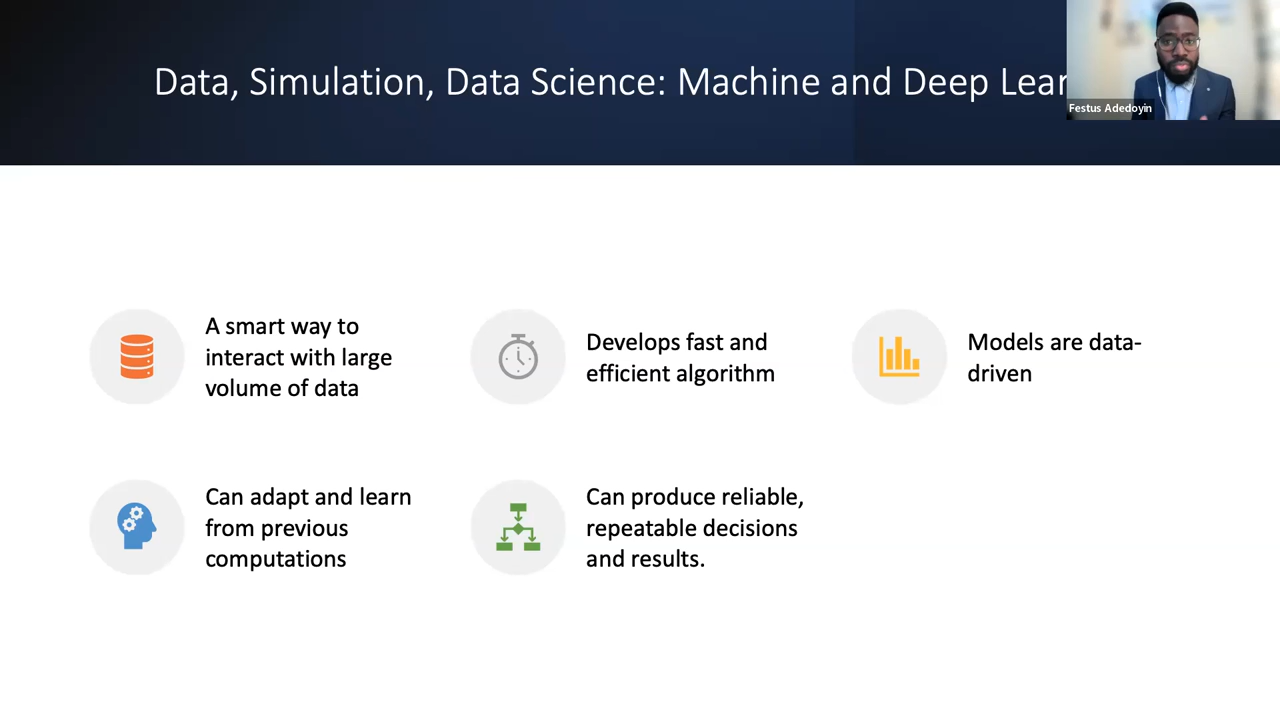 Data, Simulation, Data Science: Machine and Deep Lear
Festus Adedoyin
A smart way to
interact with large
volume of data
Develops fast and
efficient algorithm
Models are data-
driven
Can adapt and learn
from previous
computations
Can produce reliable,
repeatable decisions
and results.